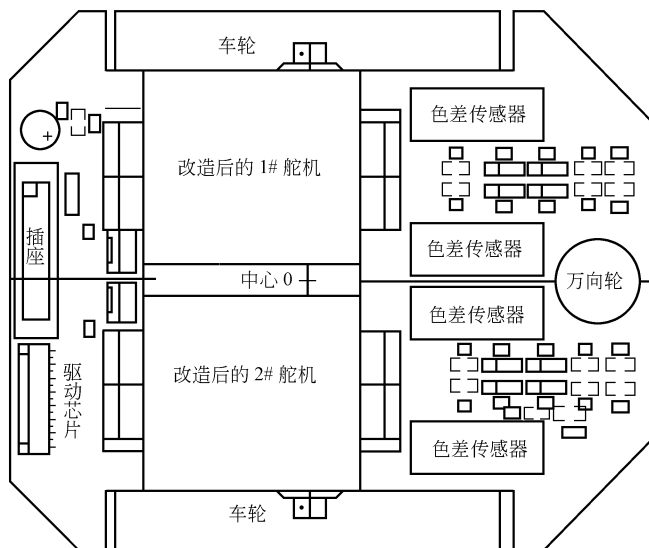 车轮
色差传感器
改造后的 1# 舵机
插座
色差传感器
中心 0
万向轮
色差传感器
改造后的 2# 舵机
驱动芯片
色差传感器
车轮